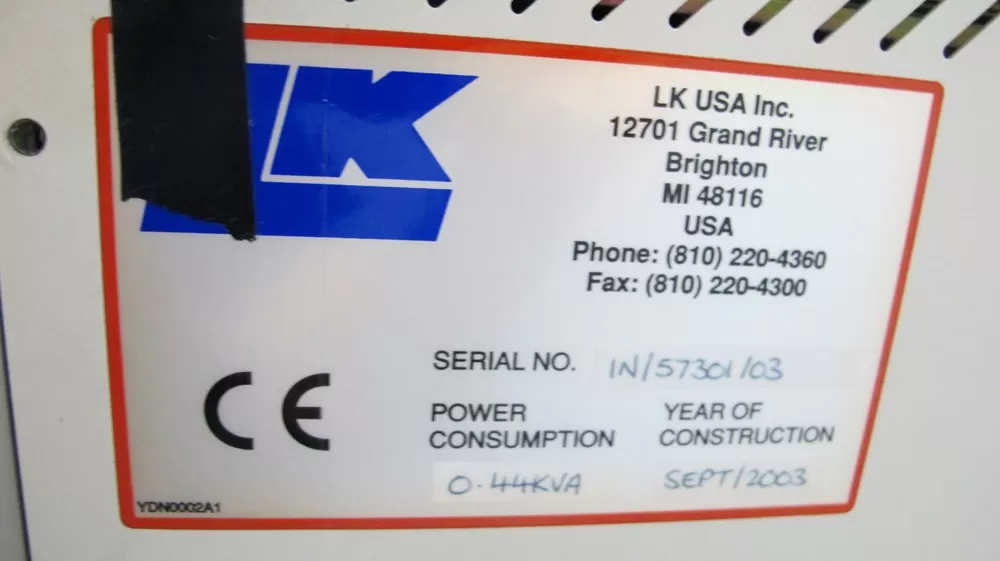 LK
LK USA Inc.
12701 Grand River
Brighton
MI 48116
USA
Phone: (810) 220-4360
Fax: (810) 220-4300
SERIAL NO. IN/57301/03
POWER CONSUMPTION
0.44KVA
YEAR OF CONSTRUCTION
SEPT/2003
CE
YDN0002A1